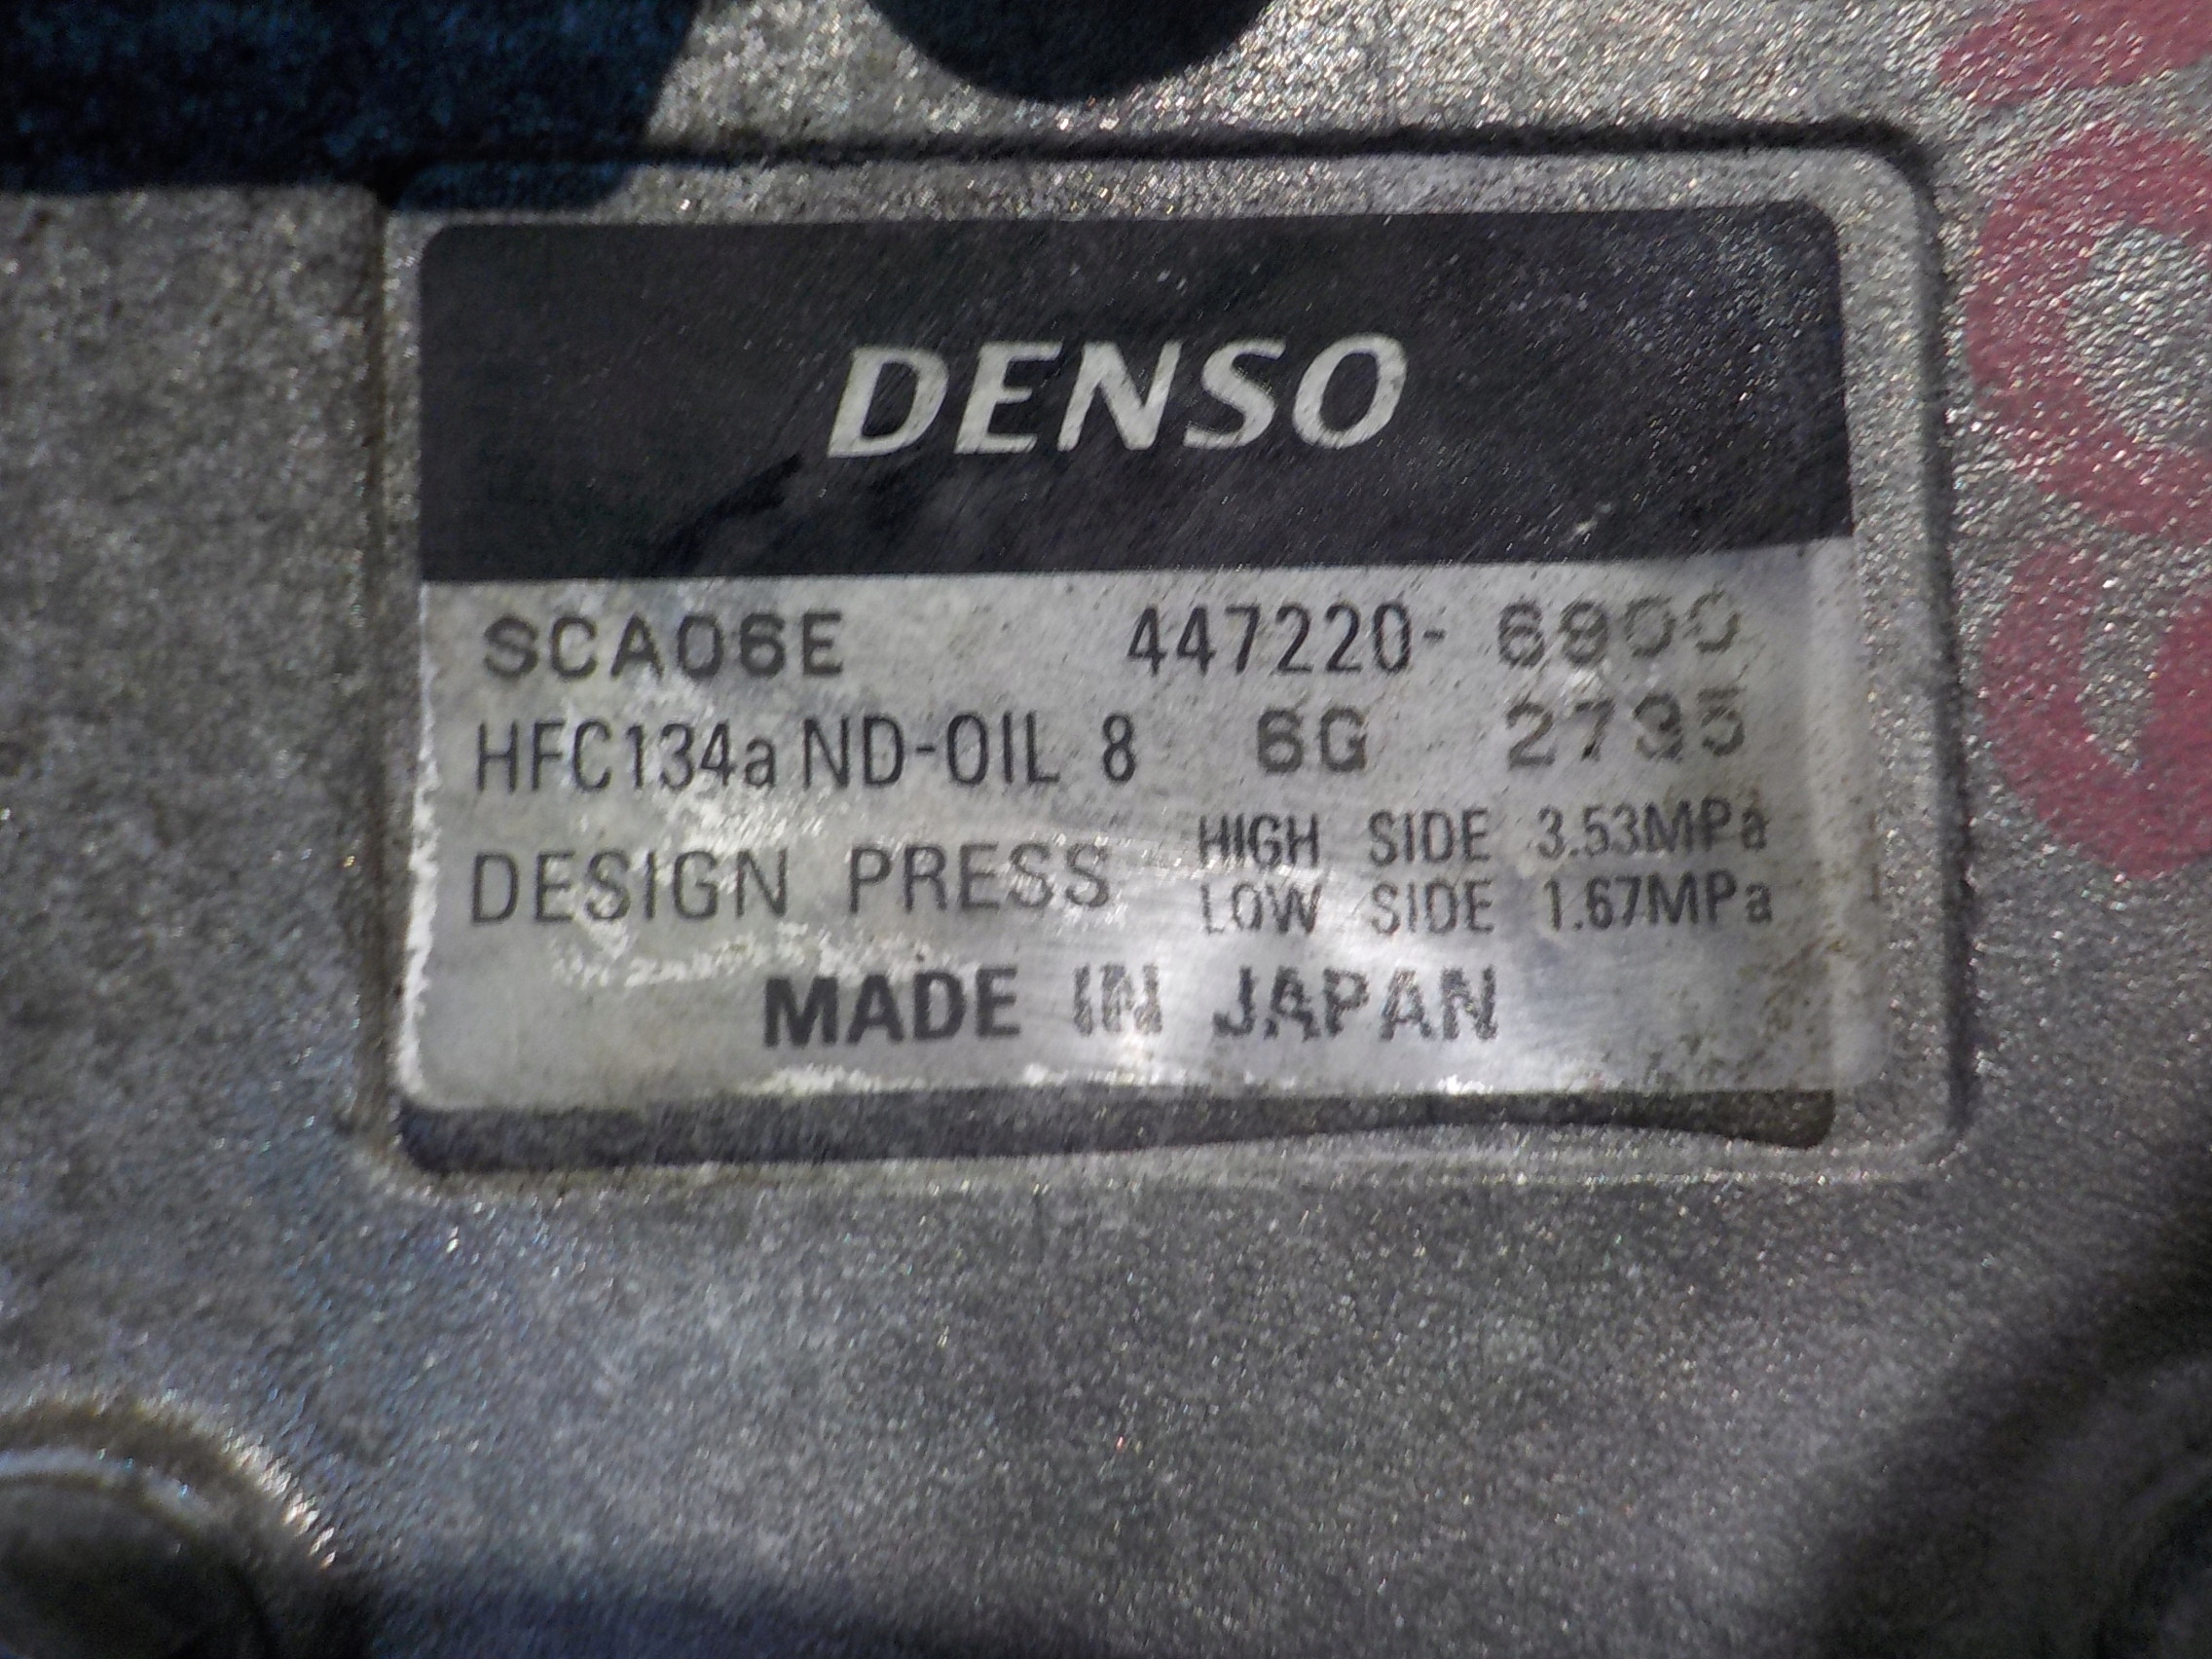 DENSO
SCA06E 447220-6900
HFC134a ND-OIL 8 6G 2735
DESIGN PRESS HIGH SIDE 3.53MPa
LOW SIDE 1.67MPa
MADE IN JAPAN